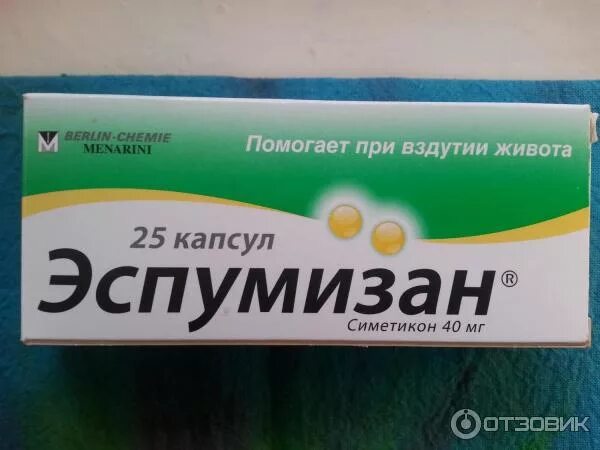 BERLIN-CHEMIE
MENARINI
Помогает при вздутии живота
25 капсул
Эспумизан®
Симетикон 40 мг
ОТЗОВИК